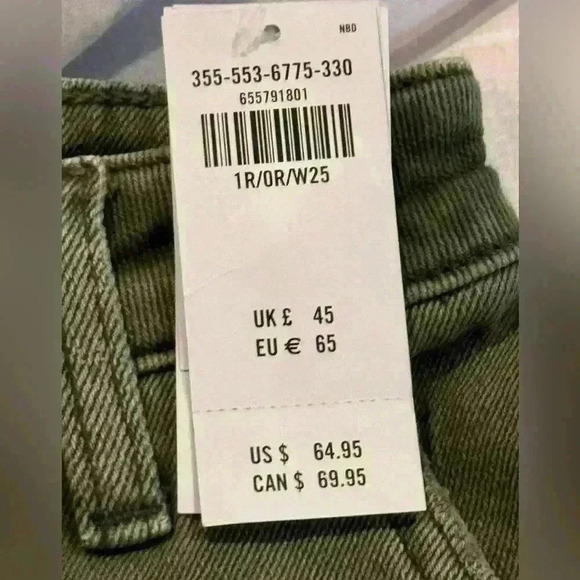 NBD
355-553-6775-330
655791801
1R/0R/W25
UK £ 45
EU € 65
US $ 64.95
CAN $ 69.95